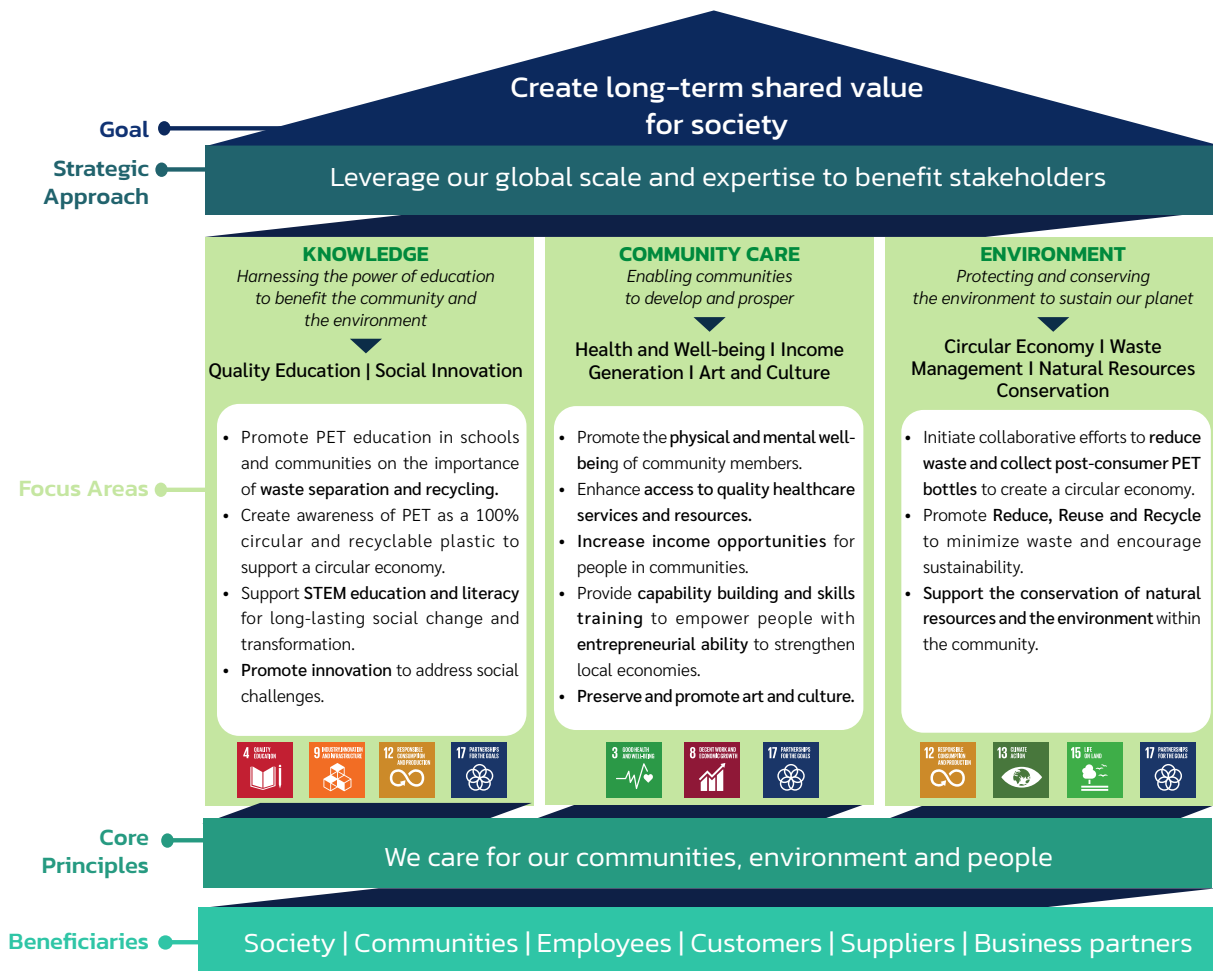 Create long-term shared value
for society
Goal
Strategic
Approach
Leverage our global scale and expertise to benefit stakeholders
KNOWLEDGE
Harnessing the power of education
to benefit the community and
the environment
Quality Education | Social Innovation
• Promote PET education in schools
and communities on the importance
of waste separation and recycling.
• Create awareness of PET as a 100%
circular and recyclable plastic to
support a circular economy.
• Support STEM education and literacy
for long-lasting social change and
transformation.
• Promote innovation to address social
challenges.
4 QUALITY
EDUCATION
9 INDUSTRY, INNOVATION
AND INFRASTRUCTURE
12 RESPONSIBLE
CONSUMPTION
AND PRODUCTION
17 PARTNERSHIPS
FOR THE GOALS
COMMUNITY CARE
Enabling communities
to develop and prosper
Health and Well-being I Income
Generation I Art and Culture
• Promote the physical and mental well-
being of community members.
• Enhance access to quality healthcare
services and resources.
• Increase income opportunities for
people in communities.
• Provide capability building and skills
training to empower people with
entrepreneurial ability to strengthen
local economies.
• Preserve and promote art and culture.
3 GOOD HEALTH
AND WELL-BEING
8 DECENT WORK AND
ECONOMIC GROWTH
17 PARTNERSHIPS
FOR THE GOALS
ENVIRONMENT
Protecting and conserving
the environment to sustain our planet
Circular Economy I Waste
Management I Natural Resources
Conservation
• Initiate collaborative efforts to reduce
waste and collect post-consumer PET
bottles to create a circular economy.
• Promote Reduce, Reuse and Recycle
to minimize waste and encourage
sustainability.
• Support the conservation of natural
resources and the environment within
the community.
12 RESPONSIBLE
CONSUMPTION
AND PRODUCTION
13 CLIMATE
ACTION
15 LIFE
ON LAND
17 PARTNERSHIPS
FOR THE GOALS
Focus Areas
Core
Principles
We care for our communities, environment and people
Beneficiaries
Society | Communities | Employees | Customers | Suppliers | Business partners